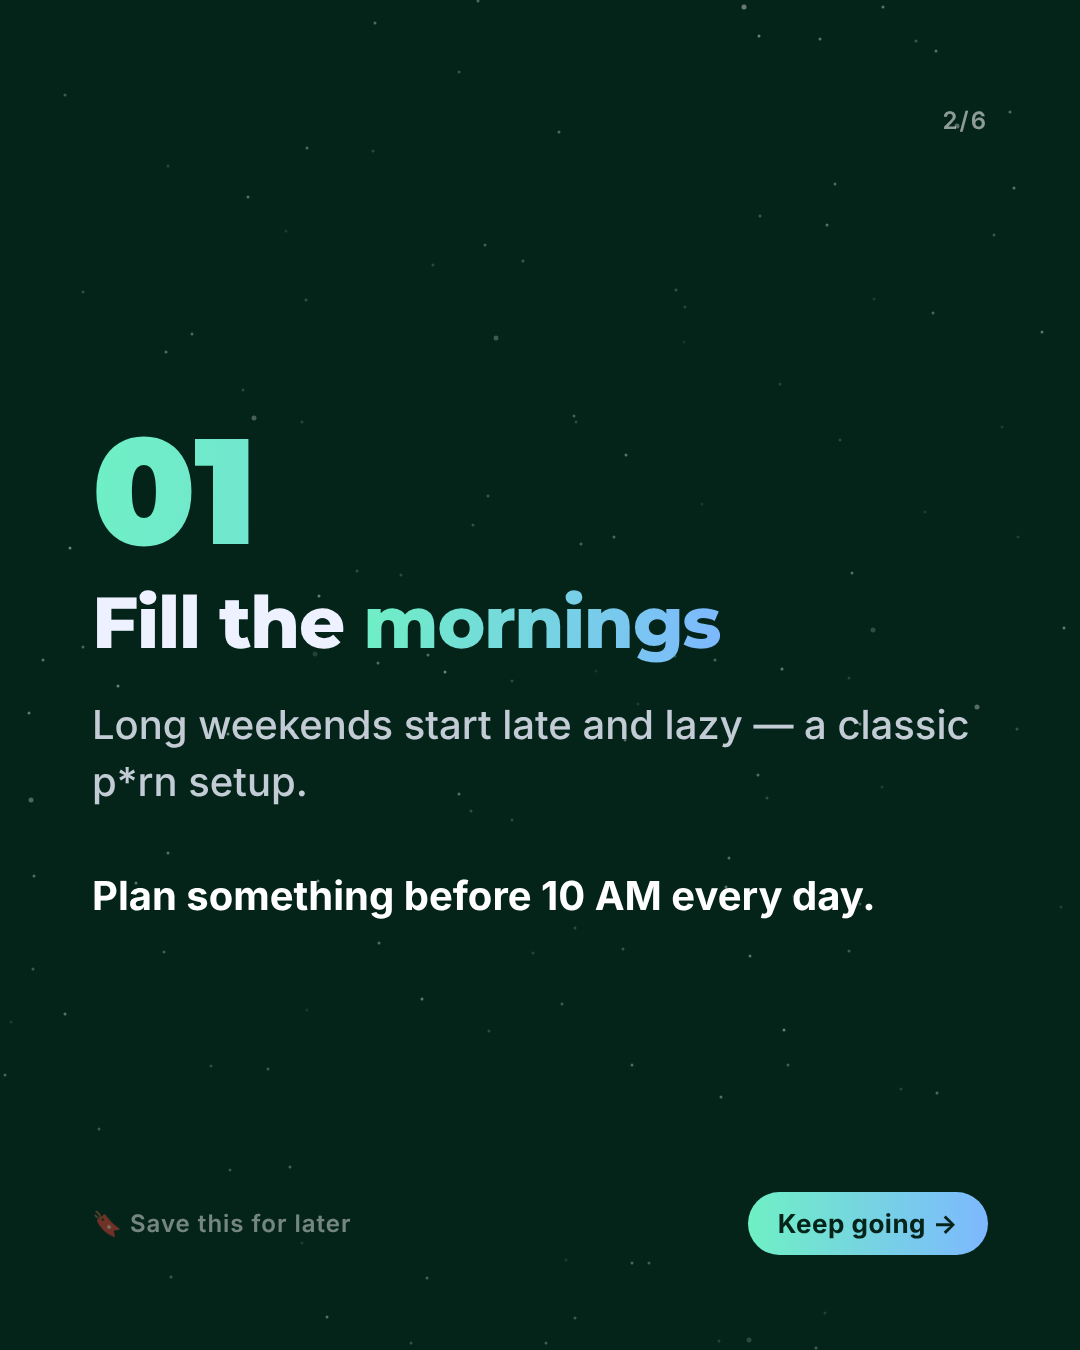 2/6
01
Fill the mornings
Long weekends start late and lazy — a classic
p*rn setup.
Plan something before 10 AM every day.
🔖 Save this for later
Keep going →